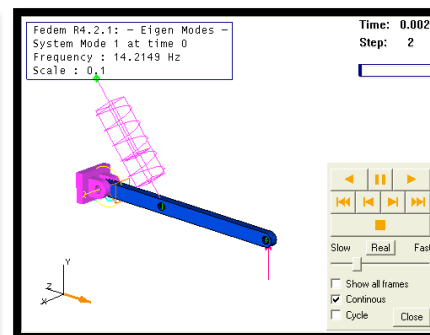 Fedem R4.2.1: - Eigen Modes -
System Mode 1 at time 0
Frequency : 14.2149 Hz
Scale : 0.1
Time: 0.002
Step: 2
Slow Real Fast
Show all frames
Continous
Cycle Close
Y
Z
X